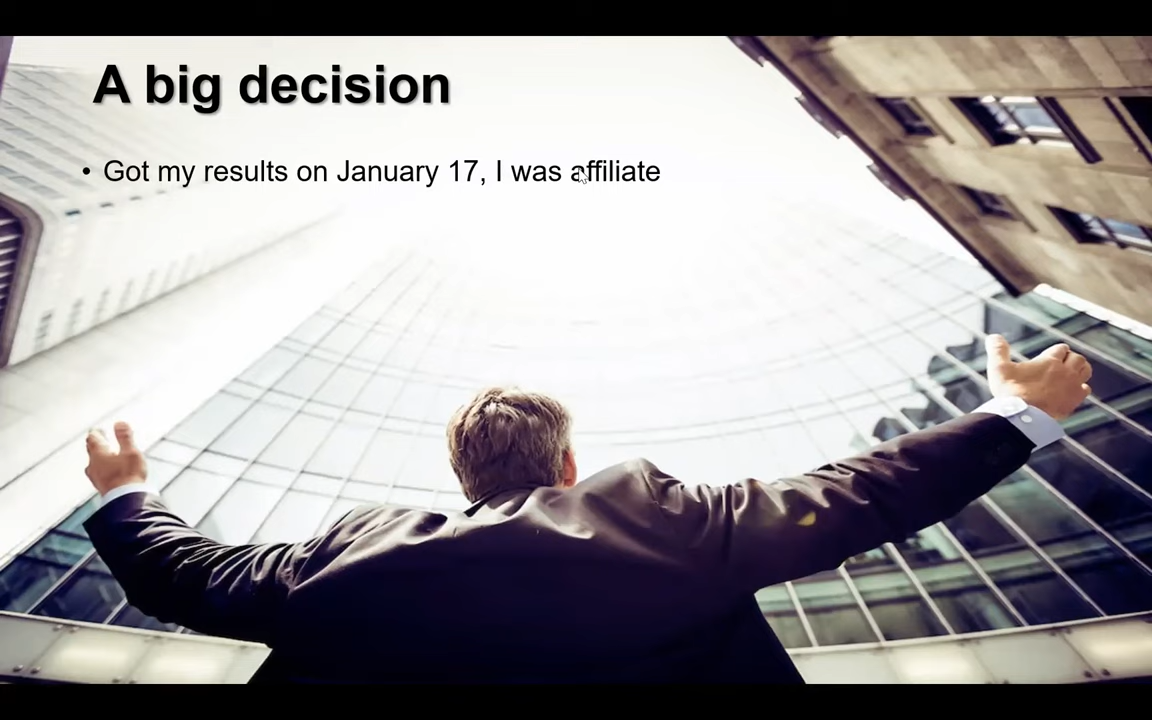 A big decision
• Got my results on January 17, I was affiliate